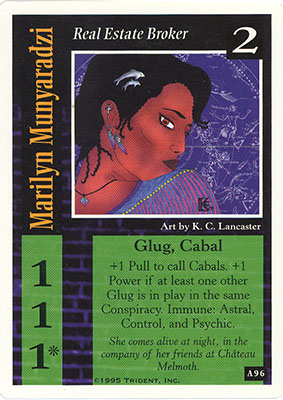 Real Estate Broker
2
Marilyn Munyaradzi
Art by K. C. Lancaster
Glug, Cabal
+1 Pull to call Cabals. +1
Power if at least one other
Glug is in play in the same
Conspiracy. Immune: Astral,
Control, and Psychic.
She comes alive at night, in the
company of her friends at Château
Melmoth.
1
1
1*
©1995 TRIDENT, INC.
A96